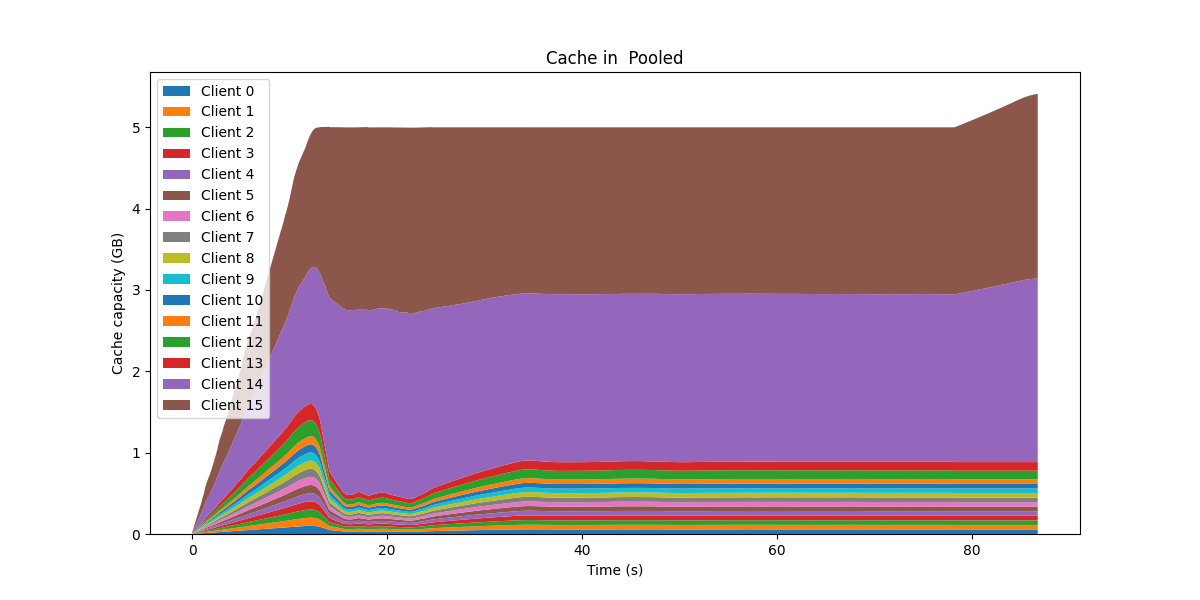 Cache in  Pooled
Cache capacity (GB)
5
4
3
2
1
0
Client 0
Client 1
Client 2
Client 3
Client 4
Client 5
Client 6
Client 7
Client 8
Client 9
Client 10
Client 11
Client 12
Client 13
Client 14
Client 15
0 20 40 60 80
Time (s)